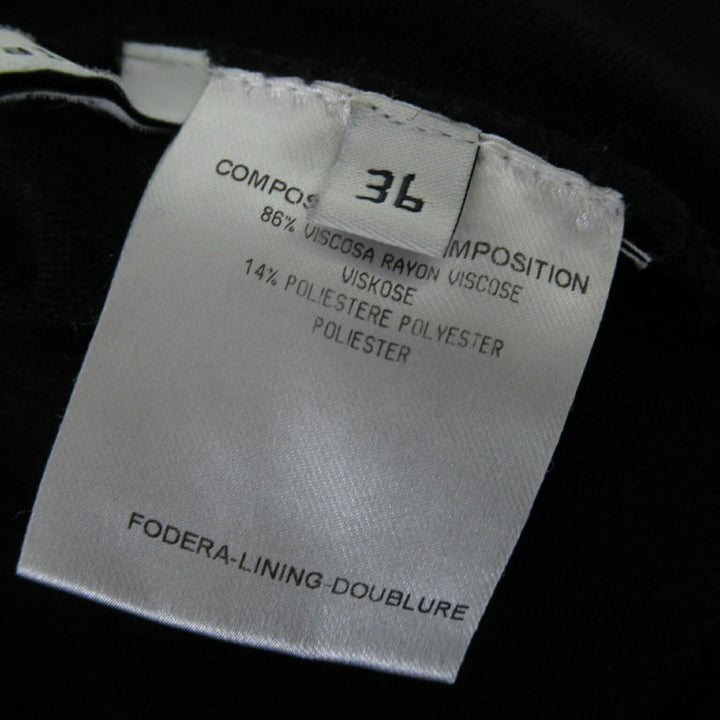 36
COMPOS MPOSITION
86% VISCOSA RAYON VISCOSE
VISKOSE
14% POLIESTERE POLYESTER
POLIESTER
FODERA-LINING-DOUBLURE